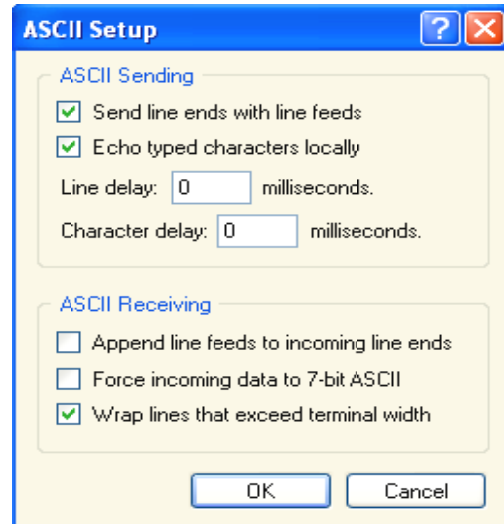 ASCII Setup
ASCII Sending
Send line ends with line feeds
Echo typed characters locally
Line delay: 0 milliseconds.
Character delay: 0 milliseconds.
ASCII Receiving
Append line feeds to incoming line ends
Force incoming data to 7-bit ASCII
Wrap lines that exceed terminal width
OK Cancel